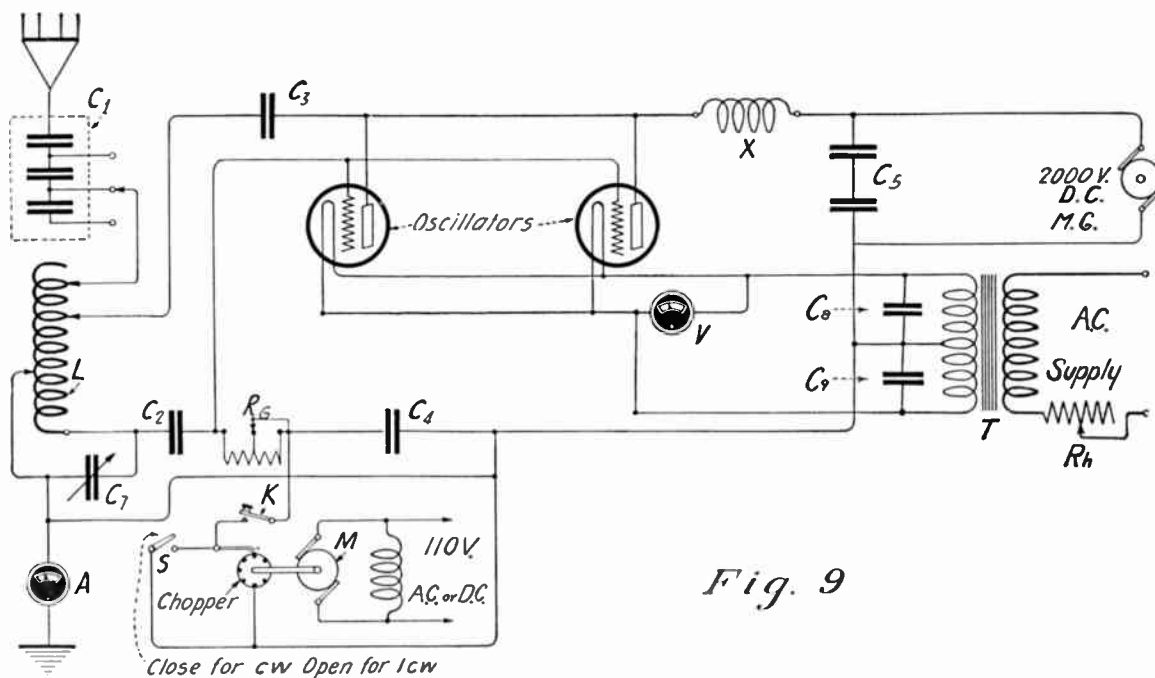 C1
C3
X
C5
2000 V.
D.C.
M.G.
Oscillators
V
C8
C9
A.C.
Supply
T
Rh
L
C2
RG
C4
C7
K
S
M
110V.
A.C. or D.C.
Chopper
A
Close for CW Open for ICW
Fig. 9